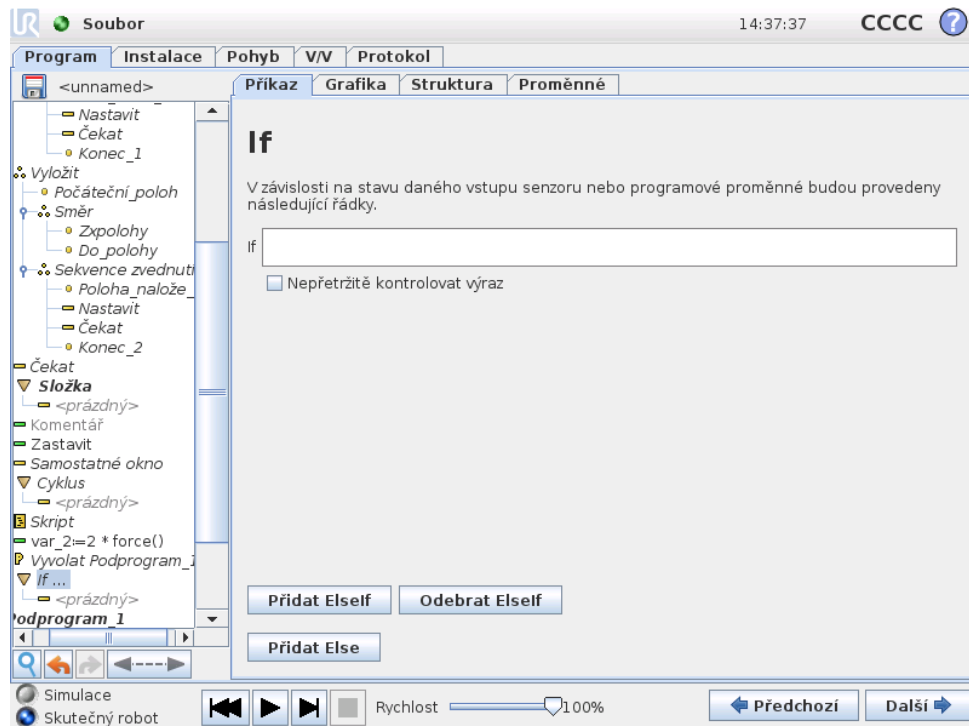 UR Soubor 14:37:37 CCCC ?
Program Instalace Pohyb V/V Protokol
<unnamed>
Příkaz Grafika Struktura Proměnné
Nastavit
Čekat
Konec_1
Vyložit
Počáteční_poloh
Směr
Zxpolohy
Do_polohy
Sekvence zvednutí
Poloha_nalože_
Nastavit
Čekat
Konec_2
Čekat
Složka
<prázdný>
Komentář
Zastavit
Samostatné okno
Cyklus
<prázdný>
Skript
var_2:=2 * force()
Vyvolat Podprogram_1
If ...
<prázdný>
Podprogram_1
If
V závislosti na stavu daného vstupu senzoru nebo programové proměnné budou provedeny
následující řádky.
If
Nepřetržitě kontrolovat výraz
Přidat ElseIf Odebrat ElseIf
Přidat Else
Simulace
Skutečný robot
Rychlost 100%
Předchozí Další